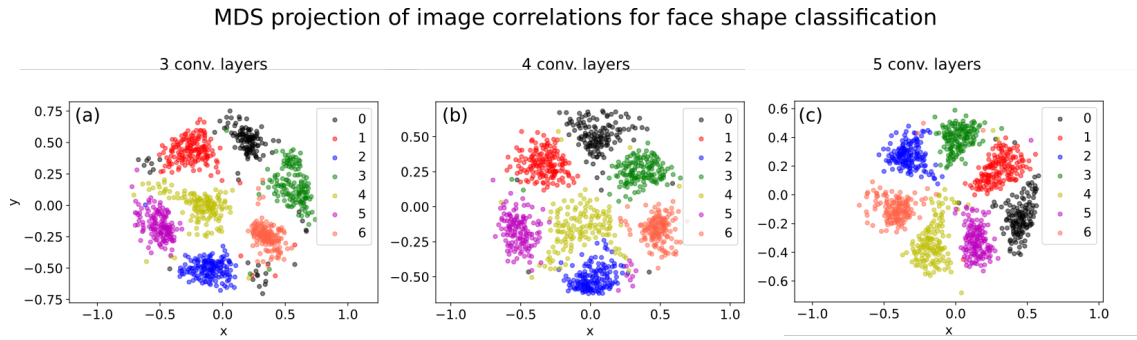 MDS projection of image correlations for face shape classification
3 conv. layers
4 conv. layers
5 conv. layers
(a)
0
1
2
3
4
5
6
0.75
0.50
0.25
0.00
−0.25
−0.50
−0.75
y
−1.0 −0.5 0.0 0.5 1.0
x
(b)
0
1
2
3
4
5
6
0.50
0.25
0.00
−0.25
−0.50
−1.0 −0.5 0.0 0.5 1.0
x
(c)
0
1
2
3
4
5
6
0.6
0.4
0.2
0.0
−0.2
−0.4
−0.6
−1.0 −0.5 0.0 0.5 1.0
x